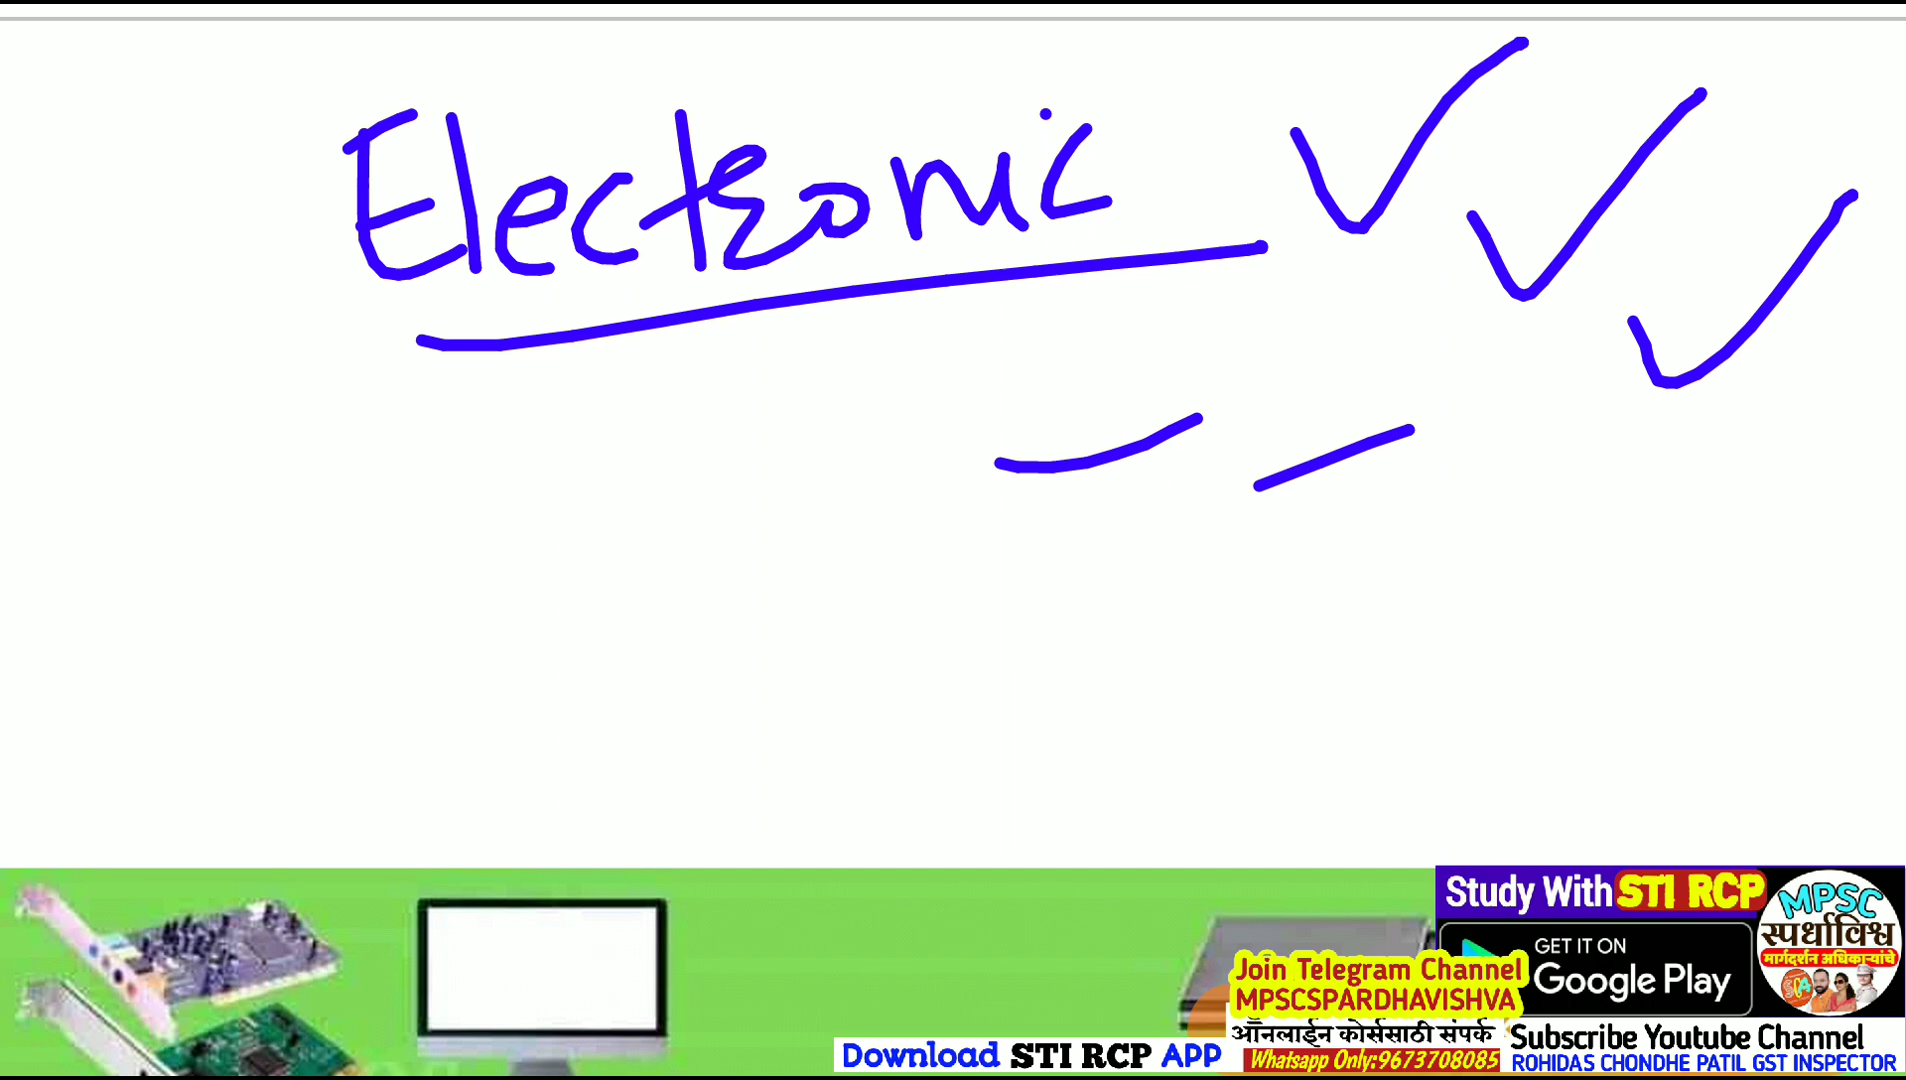 Electronic
Study With STI RCP
GET IT ON
Google Play
MPSC
स्पर्धाविश्व
मार्गदर्शन अधिकाऱ्यांचे
Join Telegram Channel
MPSCSPARDHAVISHVA
ऑनलाईन कोर्ससाठी संपर्क
Whatsapp Only:9673708085
Download STI RCP APP
Subscribe Youtube Channel
ROHIDAS CHONDHE PATIL GST INSPECTOR